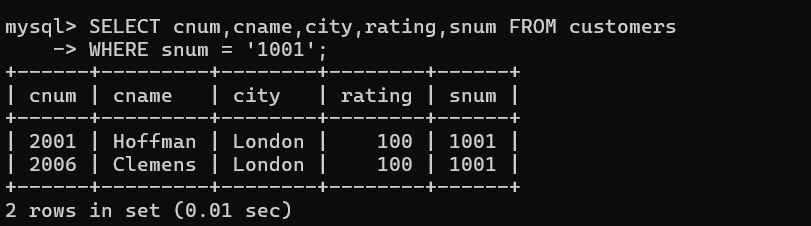 mysql> SELECT cnum,cname,city,rating,snum FROM customers
    -> WHERE snum = '1001';
+------+---------+--------+--------+------+
| cnum | cname   | city   | rating | snum |
+------+---------+--------+--------+------+
| 2001 | Hoffman | London |    100 | 1001 |
| 2006 | Clemens | London |    100 | 1001 |
+------+---------+--------+--------+------+
2 rows in set (0.01 sec)